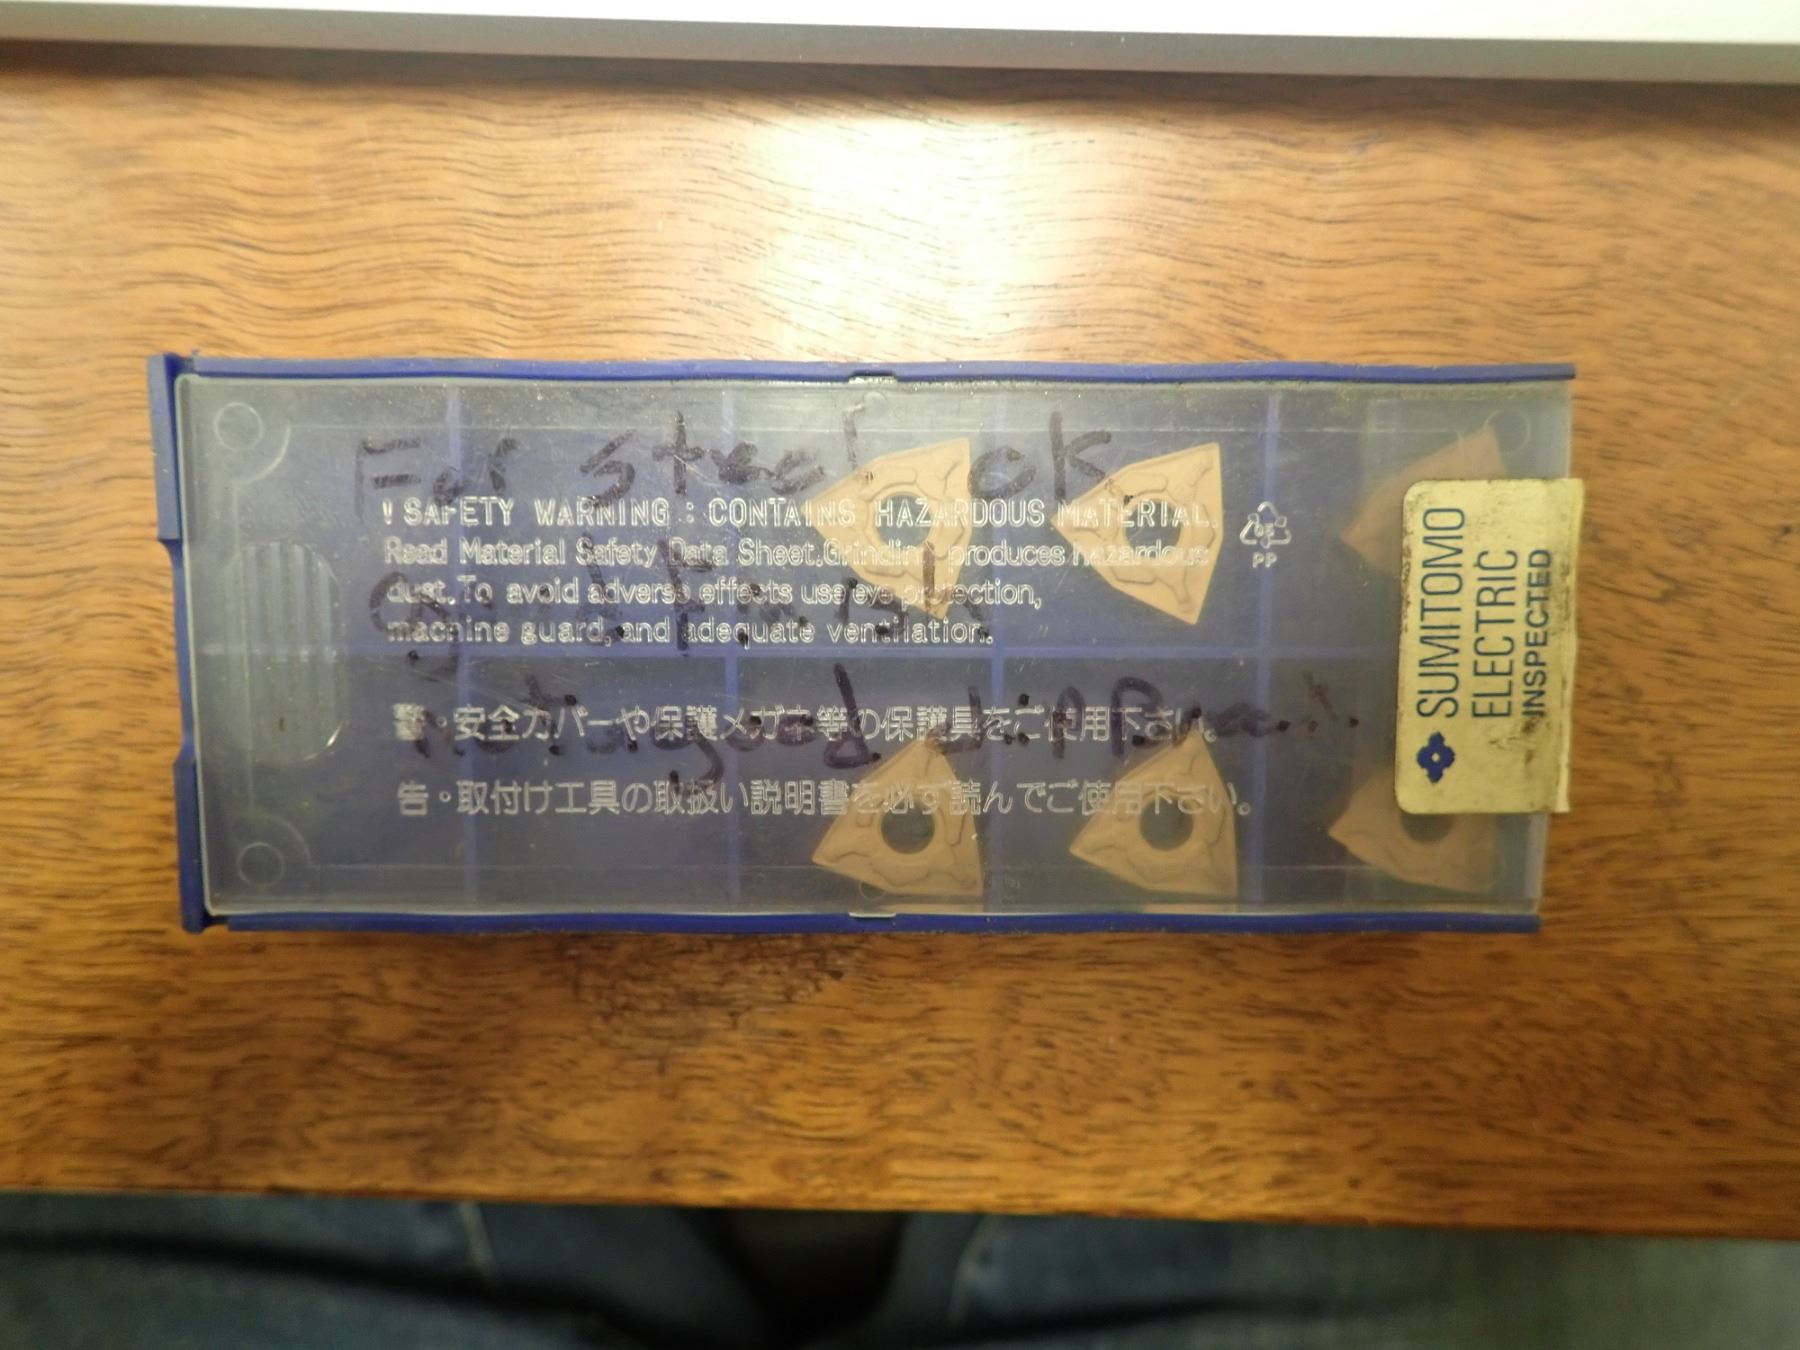 For steel ok
! SAFETY WARNING : CONTAINS HAZARDOUS MATERIAL.
Read Material Safety Data Sheet.Grinding produces hazardous
dust.To avoid adverse effects use eye protection,
machine guard, and adequate ventilation.
good finish
Not good chip Break.
警・安全カバーや保護メガネ等の保護具をご使用下さい。
告・取付け工具の取扱い説明書を必ず読んでご使用下さい。
PP
SUMITOMO
ELECTRIC
INSPECTED